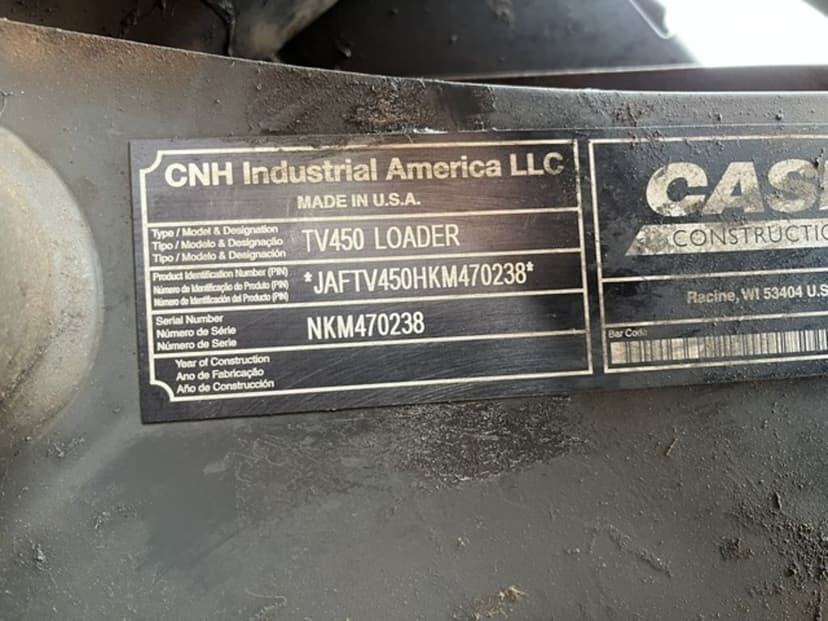 CNH Industrial America LLC
MADE IN U.S.A.
Type / Model & Designation
Tipo / Modelo & Designação
Tipo / Modelo & Designación
TV450 LOADER
Product Identification Number (PIN)
Número de Identificação do Produto (PIN)
Número de Identificación del Producto (PIN)
*JAFTV450HKM470238*
Serial Number
Número de Série
Número de Serie
NKM470238
Year of Construction
Ano de Fabricação
Año de Construcción
CAS
CONSTRUCTIO
Racine, WI 53404 U.S
Bar Code